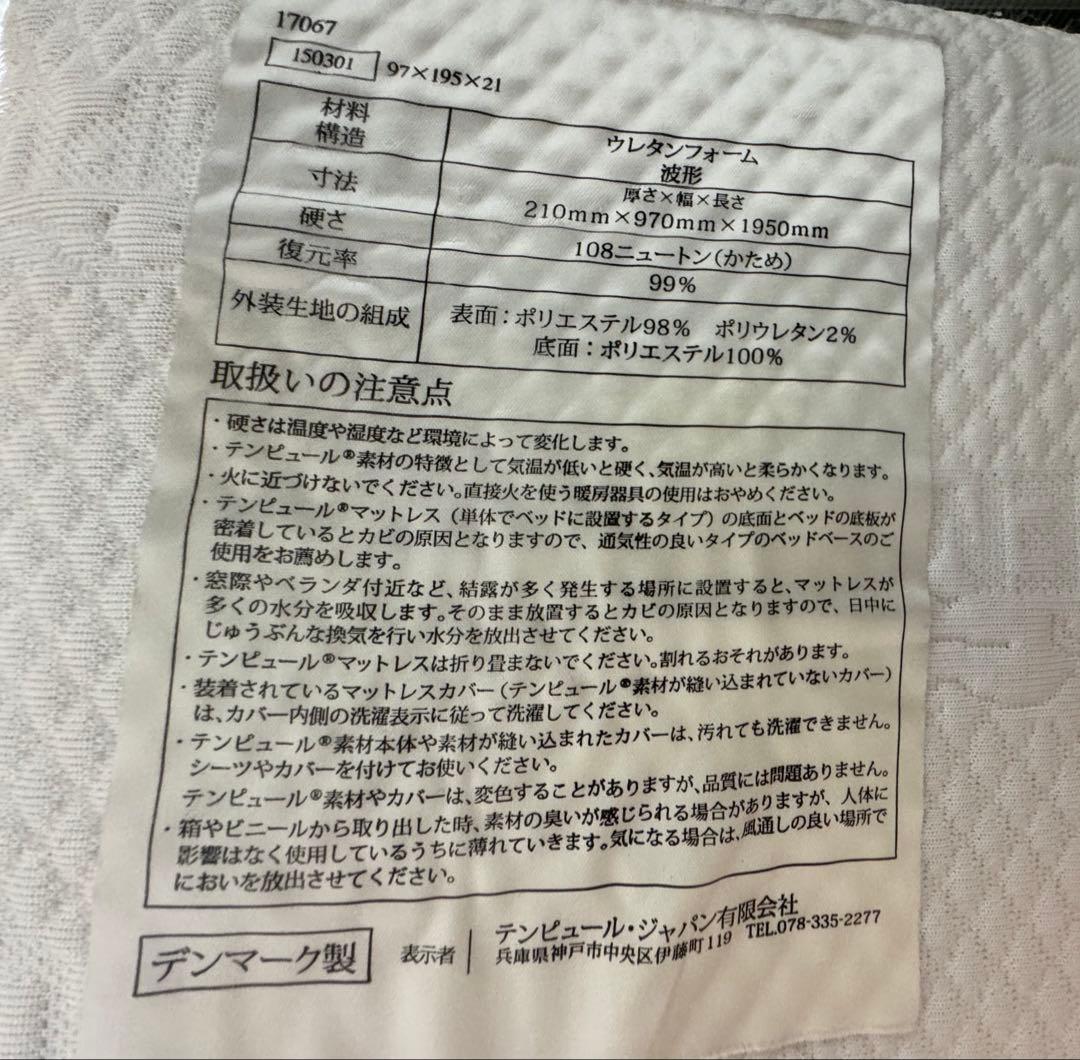 17067
150301 97×195×21
材料 ウレタンフォーム
構造 波形
寸法 厚さ×幅×長さ
210mm×970mm×1950mm
硬さ 108ニュートン(かため)
復元率 99%
外装生地の組成 表面:ポリエステル98% ポリウレタン2%
底面:ポリエステル100%
取扱いの注意点
・硬さは温度や湿度など環境によって変化します。
・テンピュール®素材の特徴として気温が低いと硬く、気温が高いと柔らかくなります。
・火に近づけないでください。直接火を使う暖房器具の使用はおやめください。
・テンピュール®マットレス(単体でベッドに設置するタイプ)の底面とベッドの底板が
密着しているとカビの原因となりますので、通気性の良いタイプのベッドベースのご
使用をお薦めします。
・窓際やベランダ付近など、結露が多く発生する場所に設置すると、マットレスが
多くの水分を吸収します。そのまま放置するとカビの原因となりますので、日中に
じゅうぶんな換気を行い水分を放出させてください。
・テンピュール®マットレスは折り畳まないでください。割れるおそれがあります。
・装着されているマットレスカバー(テンピュール®素材が縫い込まれていないカバー)
は、カバー内側の洗濯表示に従って洗濯してください。
・テンピュール®素材本体や素材が縫い込まれたカバーは、汚れても洗濯できません。
シーツやカバーを付けてお使いください。
テンピュール®素材やカバーは、変色することがありますが、品質には問題ありません。
・箱やビニールから取り出した時、素材の臭いが感じられる場合がありますが、人体に
影響はなく使用しているうちに薄れていきます。気になる場合は、風通しの良い場所で
においを放出させてください。
デンマーク製 表示者 テンピュール・ジャパン有限会社
兵庫県神戸市中央区伊藤町119 TEL.078-335-2277